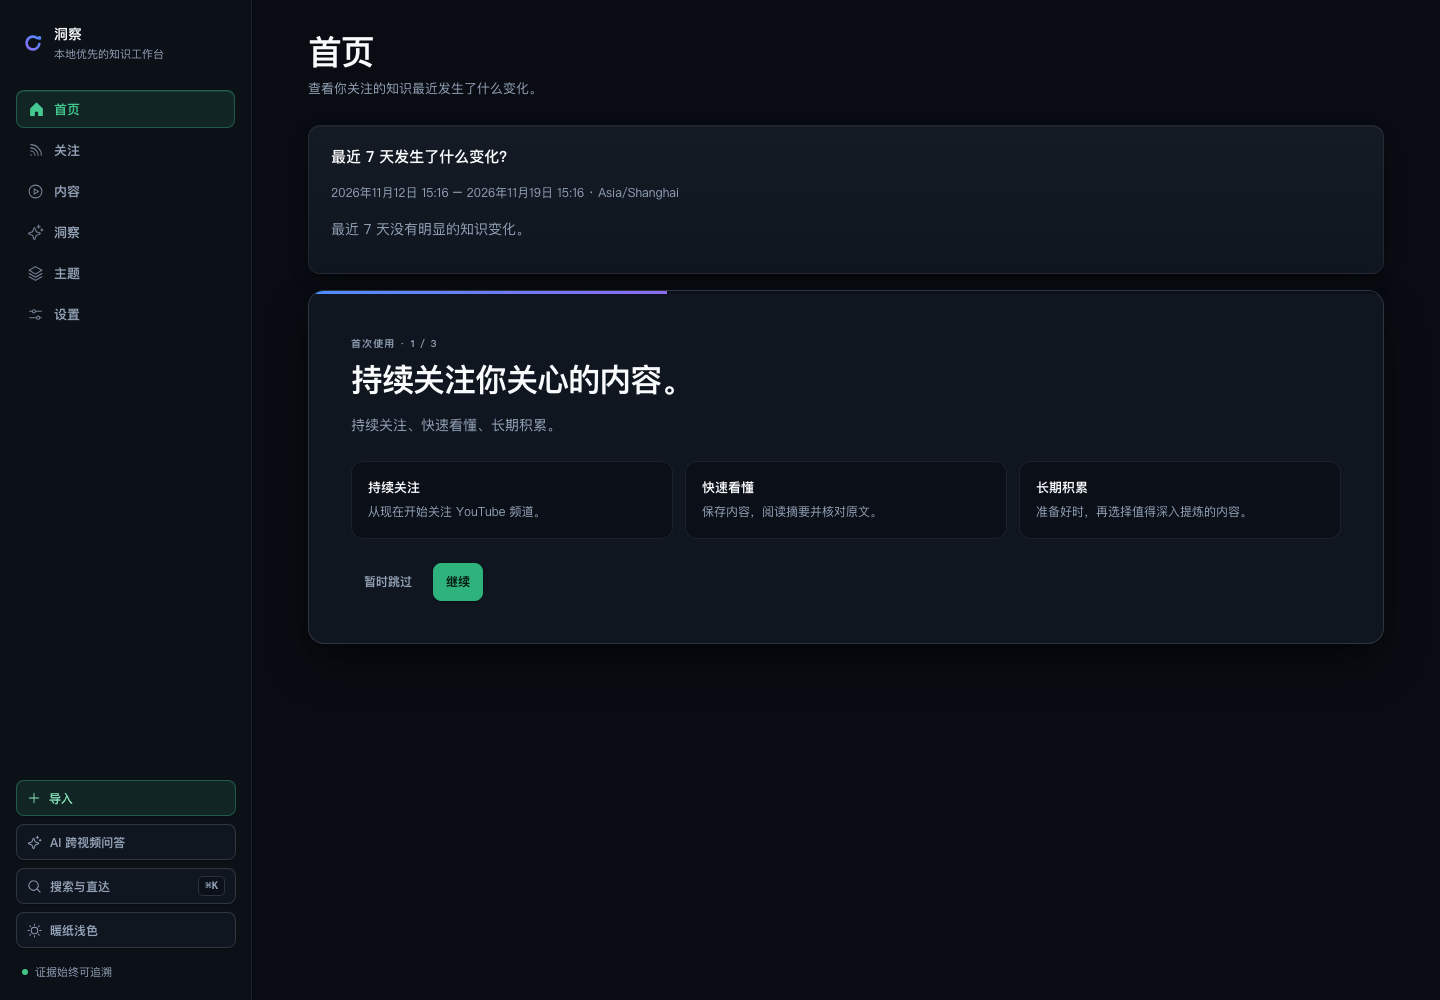 洞察
本地优先的知识工作台
首页
关注
内容
洞察
主题
设置
导入
AI 跨视频问答
搜索与直达 ⌘K
暖纸浅色
证据始终可追溯
首页
查看你关注的知识最近发生了什么变化。
最近 7 天发生了什么变化?
2026年11月12日 15:16 — 2026年11月19日 15:16 · Asia/Shanghai
最近 7 天没有明显的知识变化。
首次使用 · 1 / 3
持续关注你关心的内容。
持续关注、快速看懂、长期积累。
持续关注
从现在开始关注 YouTube 频道。
快速看懂
保存内容，阅读摘要并核对原文。
长期积累
准备好时，再选择值得深入提炼的内容。
暂时跳过
继续